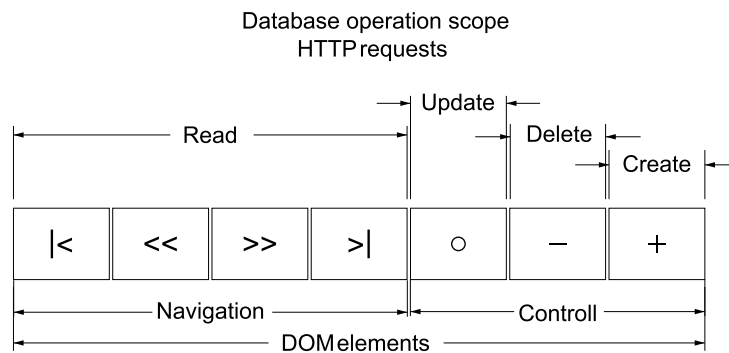 Database operation scope
HTTP requests
Update
Read
Delete
Create
|< << >> >| ○ − +
Navigation
Controll
DOM elements